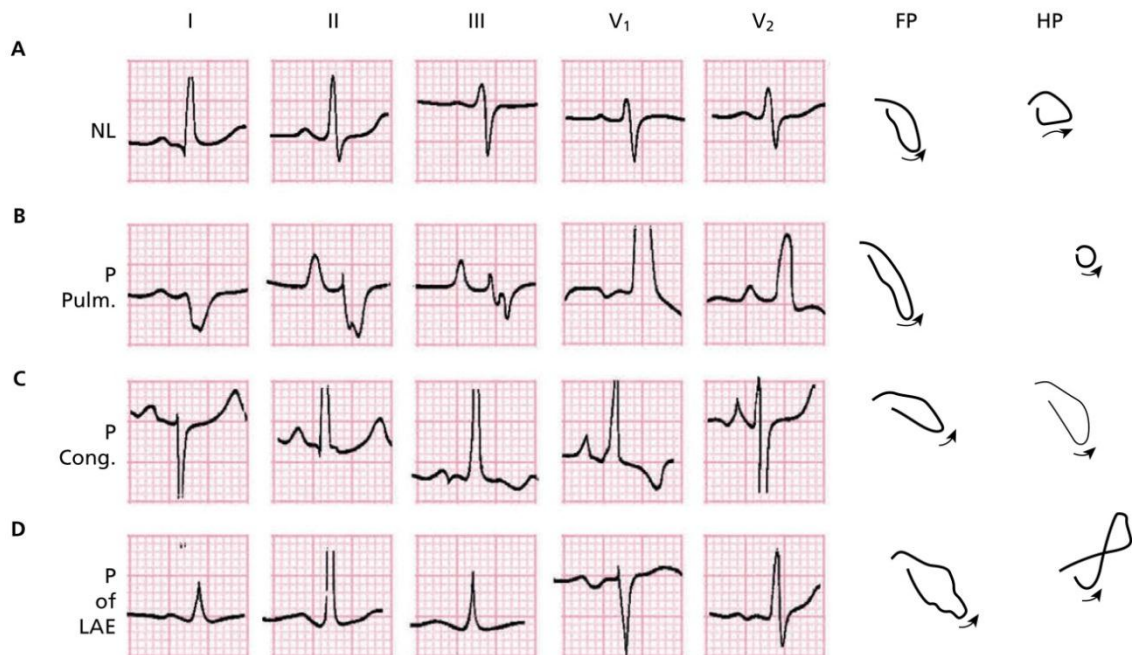 I II III V₁ V₂ FP HP
A
NL
B
P
Pulm.
C
P
Cong.
D
P
of
LAE